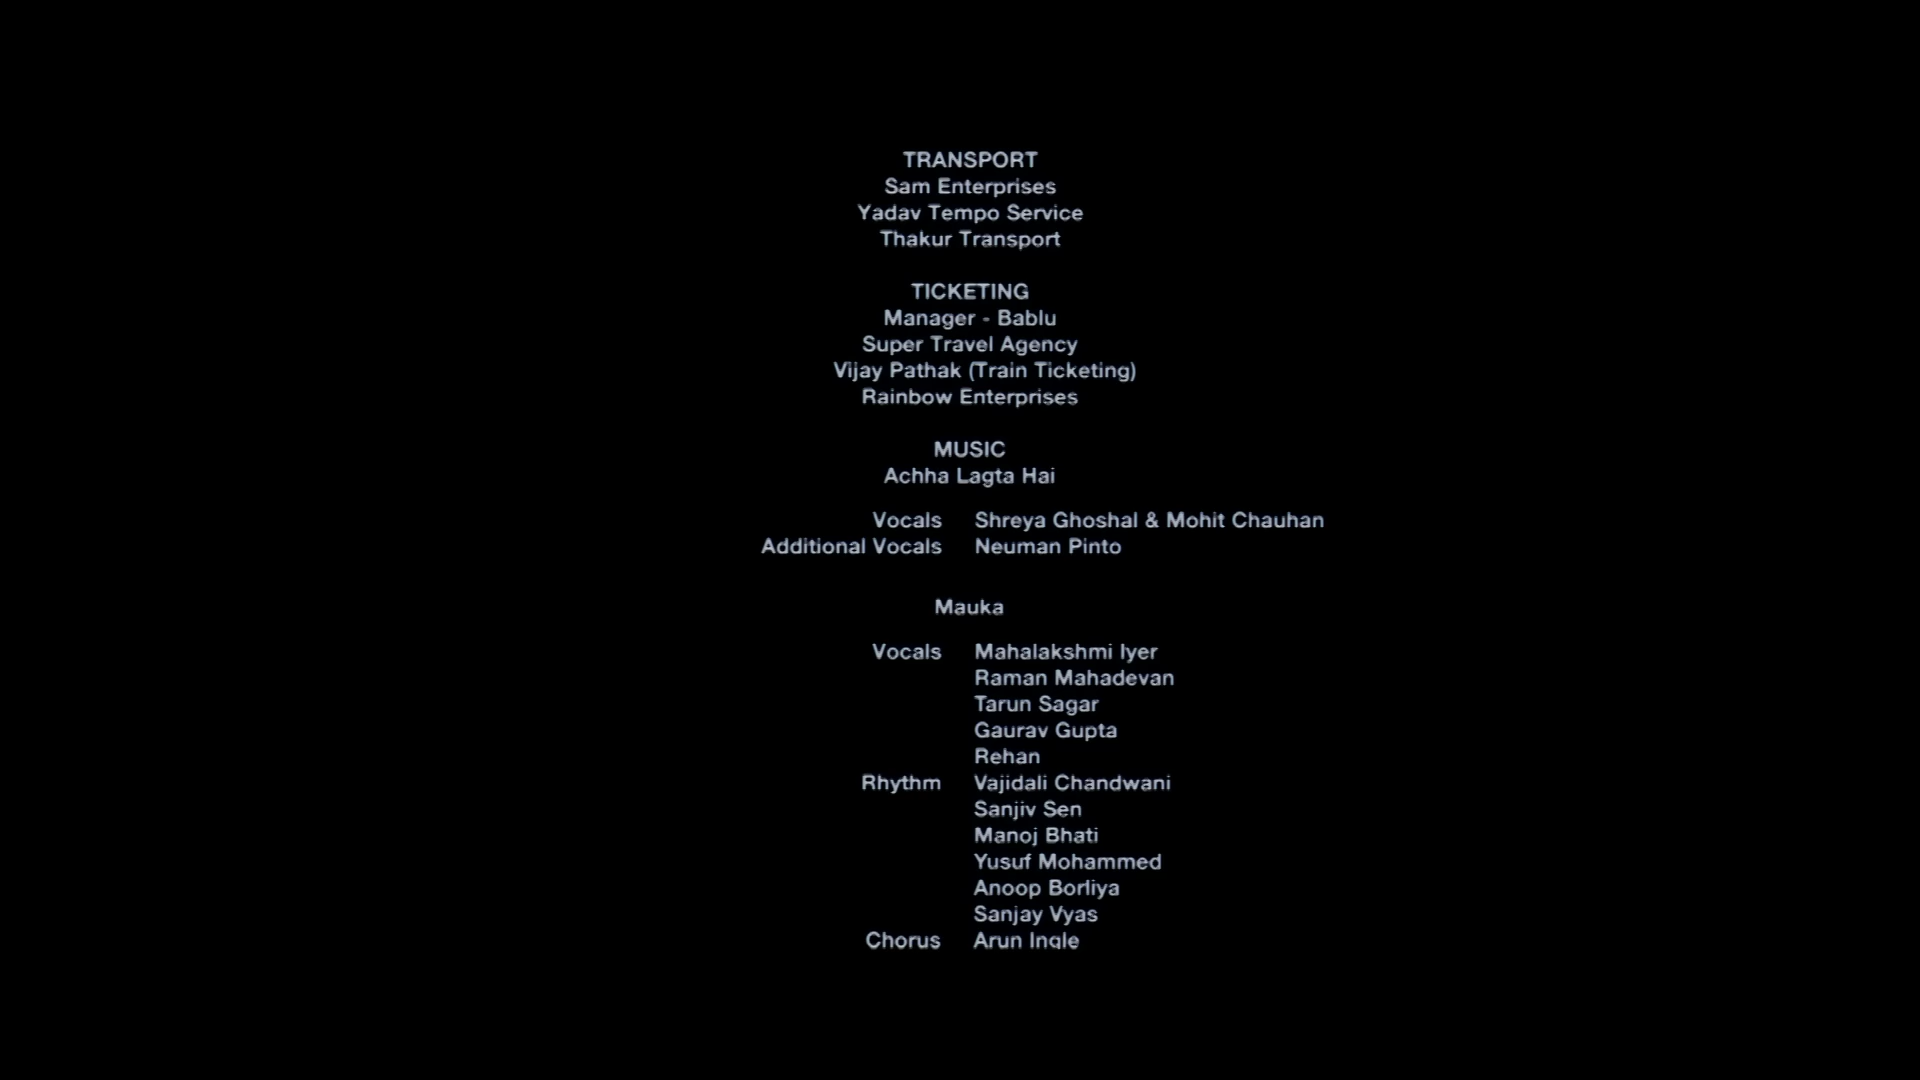 TRANSPORT
Sam Enterprises
Yadav Tempo Service
Thakur Transport
TICKETING
Manager - Bablu
Super Travel Agency
Vijay Pathak (Train Ticketing)
Rainbow Enterprises
MUSIC
Achha Lagta Hai
Vocals Shreya Ghoshal & Mohit Chauhan
Additional Vocals Neuman Pinto
Mauka
Vocals Mahalakshmi Iyer
Raman Mahadevan
Tarun Sagar
Gaurav Gupta
Rehan
Rhythm Vajidali Chandwani
Sanjiv Sen
Manoj Bhati
Yusuf Mohammed
Anoop Borliya
Sanjay Vyas
Chorus Arun Ingle